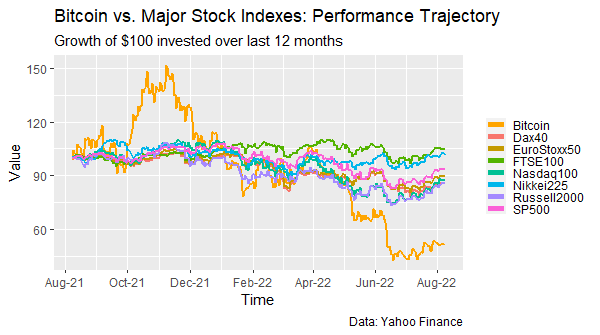 Bitcoin vs. Major Stock Indexes: Performance Trajectory
Growth of $100 invested over last 12 months
150
120
90
60
Value
Aug-21 Oct-21 Dec-21 Feb-22 Apr-22 Jun-22 Aug-22
Time
Bitcoin
Dax40
EuroStoxx50
FTSE100
Nasdaq100
Nikkei225
Russell2000
SP500
Data: Yahoo Finance